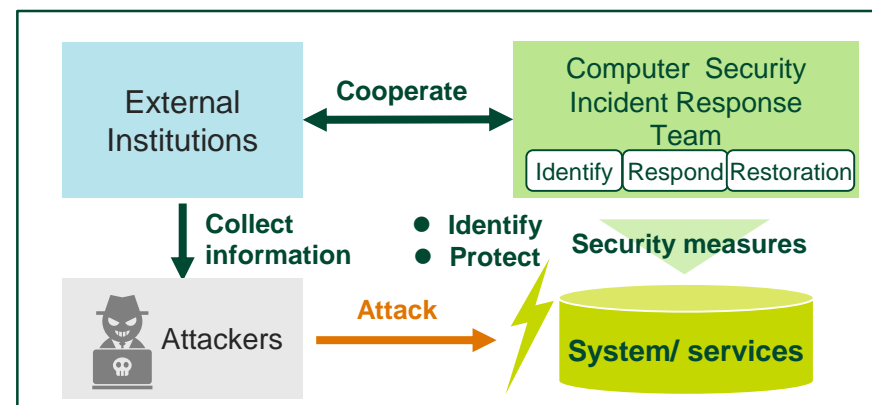 External
Institutions
Cooperate
Computer Security
Incident Response
Team
Identify
Respond
Restoration
Collect
information
● Identify
● Protect
Security measures
Attackers
Attack
System/ services